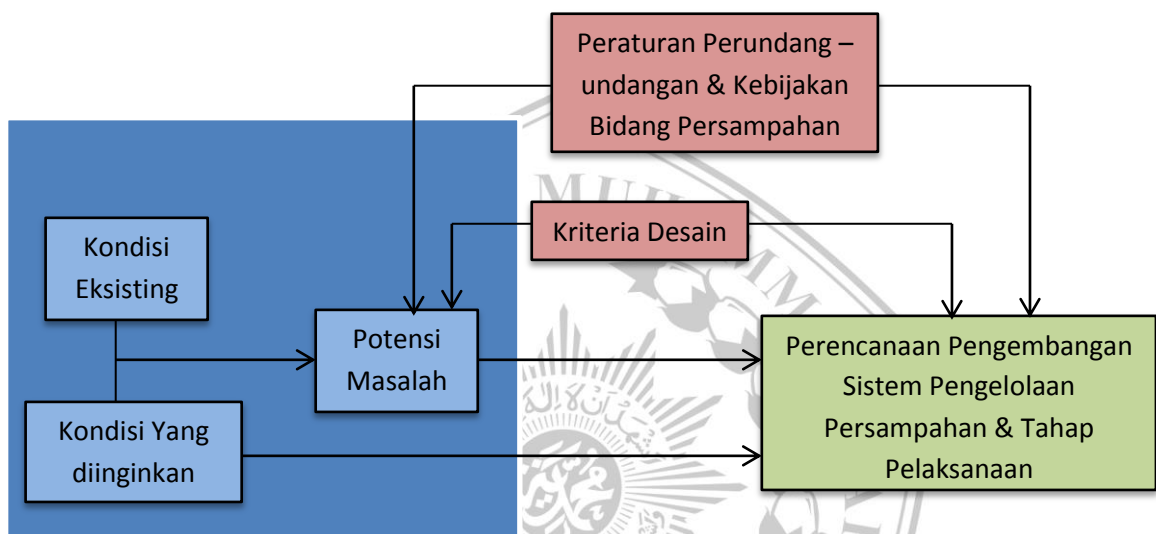 Peraturan Perundang –
undangan & Kebijakan
Bidang Persampahan
Kriteria Desain
Kondisi
Eksisting
Potensi
Masalah
Kondisi Yang
diinginkan
Perencanaan Pengembangan
Sistem Pengelolaan
Persampahan & Tahap
Pelaksanaan